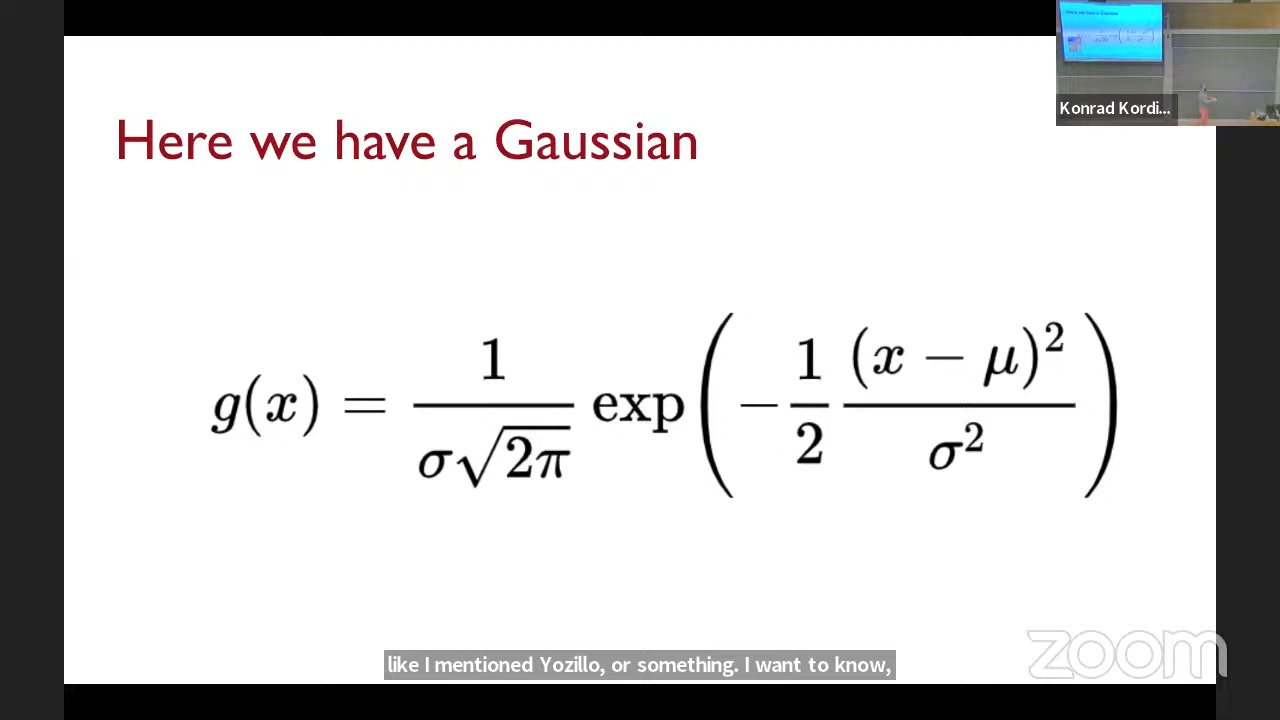 Here we have a Gaussian
Konrad Kordi...
g(x) = 1/(σ√2π) exp(−1/2 (x − μ)²/σ²)
like I mentioned Yozillo, or something. I want to know,
zoom